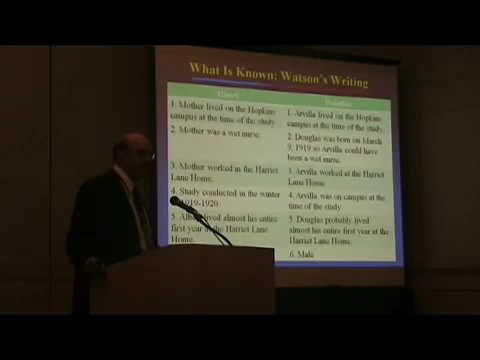 What Is Known: Watson's Writing
Albert
Douglas
1. Mother lived on the Hopkins
campus at the time of the study.
2. Mother was a wet nurse.
3. Mother worked in the Harriet
Lane Home.
4. Study conducted in the winter
1919-1920.
5. Albert lived almost his entire
first year at the Harriet Lane
Home.
1. Arvilla lived on the Hopkins
campus at the time of the study.
2. Douglas was born on March
9, 1919 so Arvilla could have
been a wet nurse.
3. Arvilla worked at the Harriet
Lane Home.
4. Arvilla was on campus at the
time of the study
5. Douglas probably lived
almost his entire first year at the
Harriet Lane Home.
6. Male